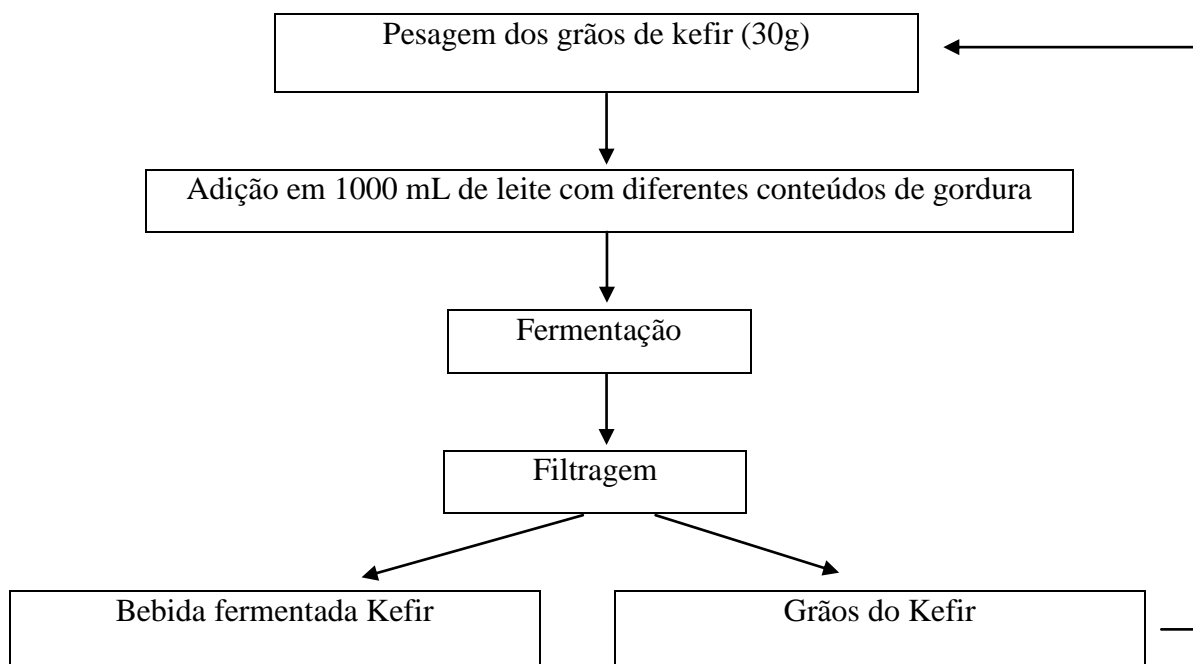 Pesagem dos grãos de kefir (30g)
Adição em 1000 mL de leite com diferentes conteúdos de gordura
Fermentação
Filtragem
Bebida fermentada Kefir
Grãos do Kefir